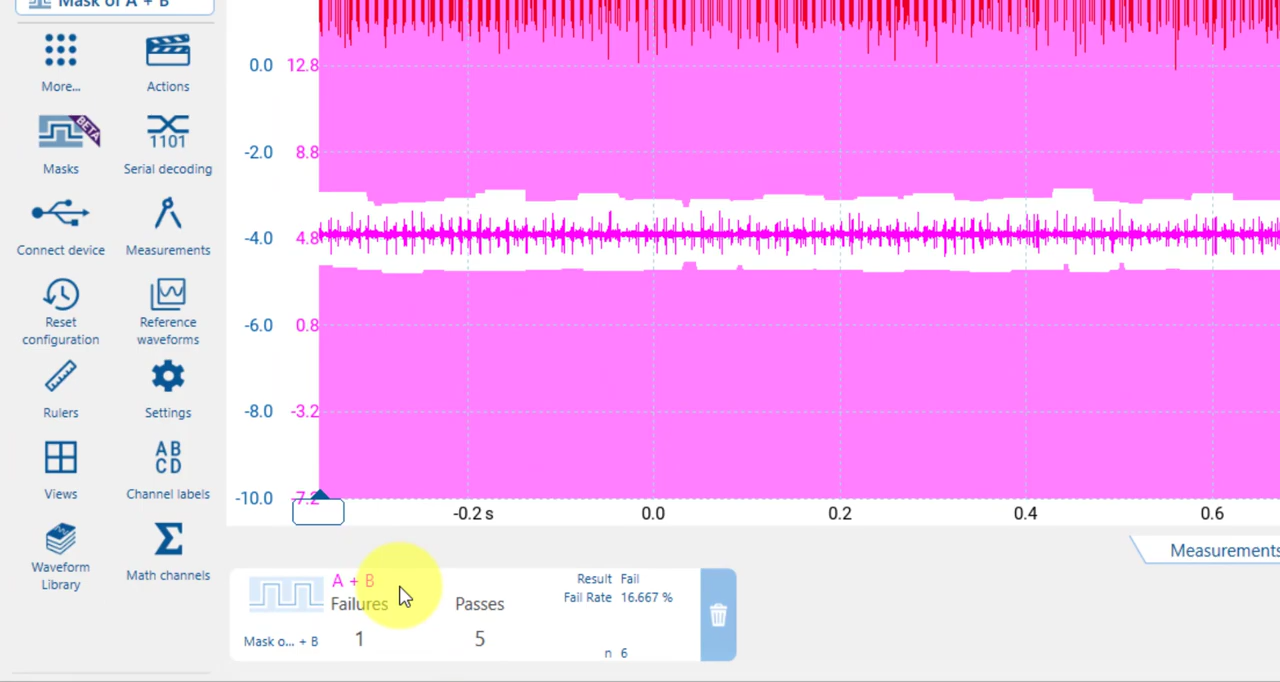 Mask of A + B
More...
Actions
BETA
1101
Masks
Serial decoding
Connect device
Measurements
Reset
configuration
Reference
waveforms
Rulers
Settings
AB
CD
Views
Channel labels
Waveform
Library
Math channels
0.0 12.8
-2.0 8.8
-4.0 4.8
-6.0 0.8
-8.0 -3.2
-10.0 -7.2
-0.2 s 0.0 0.2 0.4 0.6
Measurements
A + B
Failures Passes
1 5
Mask o... + B
Result Fail
Fail Rate 16.667 %
n 6